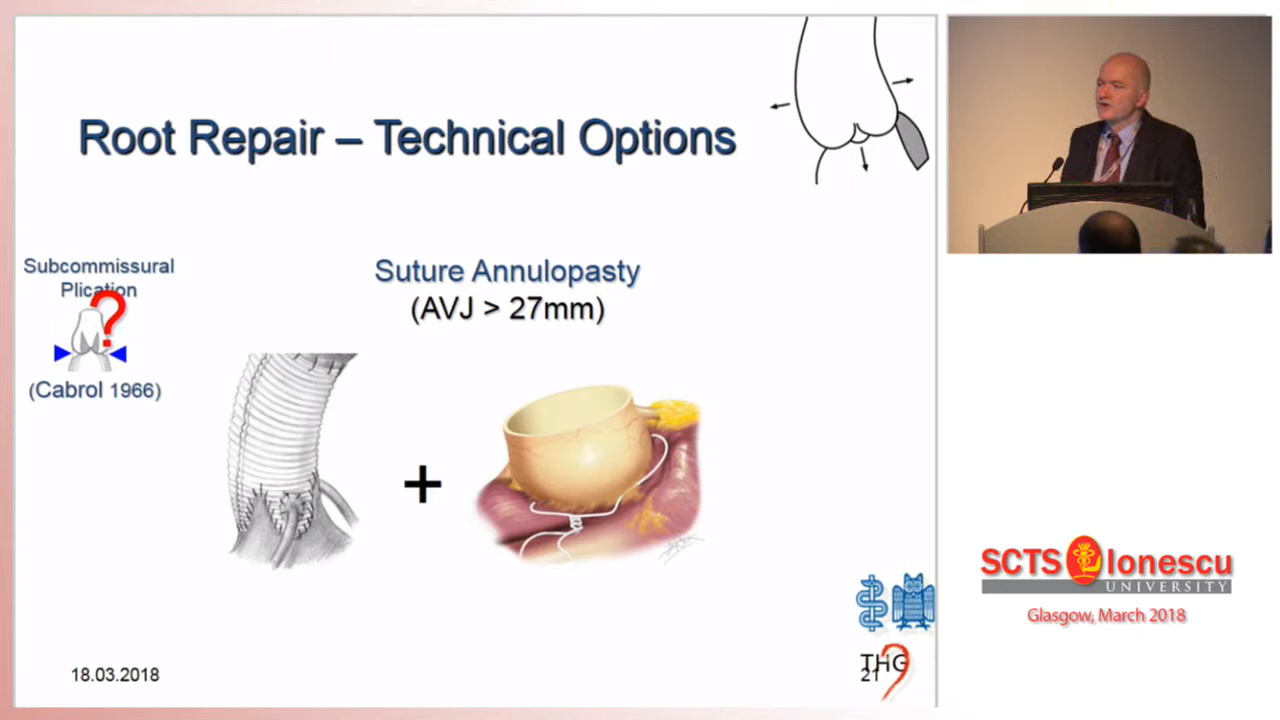 Root Repair – Technical Options
Subcommissural
Plication
?
(Cabrol 1966)
Suture Annulopasty
(AVJ > 27mm)
+
18.03.2018
THG
21
SCTS Ionescu
UNIVERSITY
Glasgow, March 2018